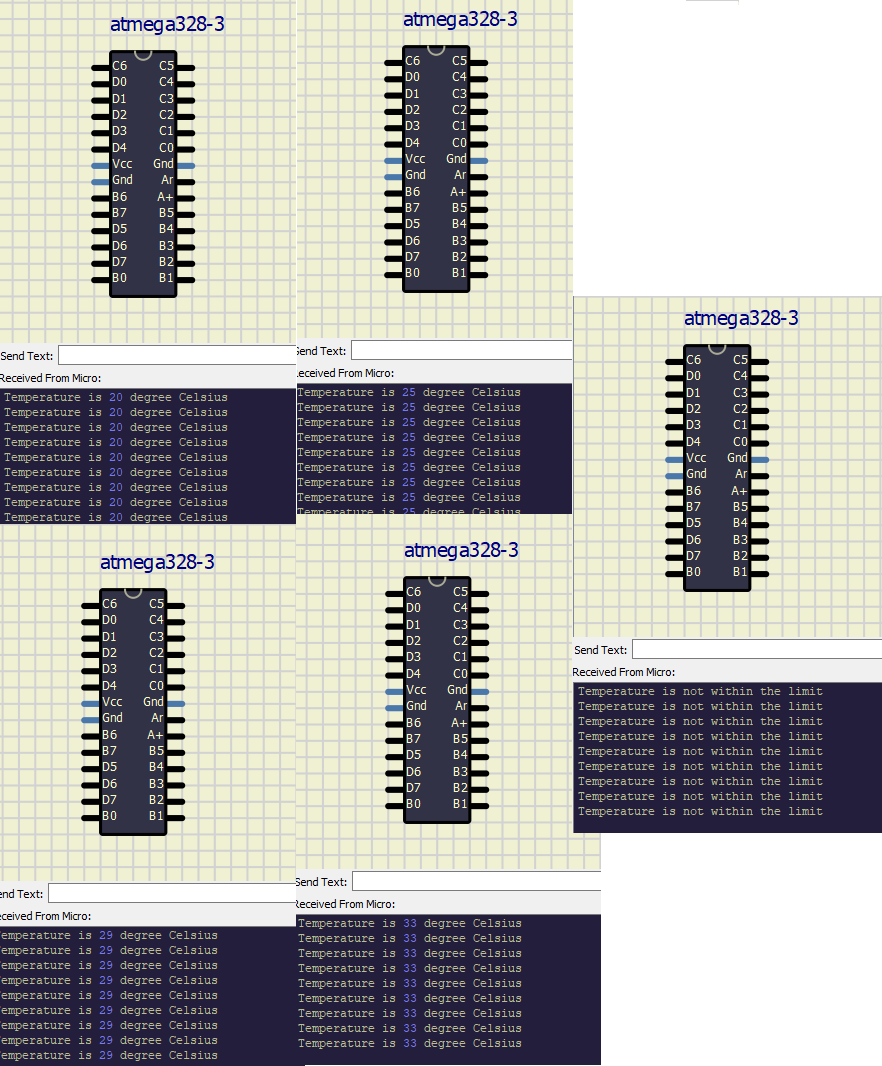 atmega328-3
C6 C5
D0 C4
D1 C3
D2 C2
D3 C1
D4 C0
Vcc Gnd
Gnd Ar
B6 A+
B7 B5
D5 B4
D6 B3
D7 B2
B0 B1
Send Text:
Received From Micro:
Temperature is 20 degree Celsius
Temperature is 20 degree Celsius
Temperature is 20 degree Celsius
Temperature is 20 degree Celsius
Temperature is 20 degree Celsius
Temperature is 20 degree Celsius
Temperature is 20 degree Celsius
Temperature is 20 degree Celsius
Temperature is 20 degree Celsius
atmega328-3
C6 C5
D0 C4
D1 C3
D2 C2
D3 C1
D4 C0
Vcc Gnd
Gnd Ar
B6 A+
B7 B5
D5 B4
D6 B3
D7 B2
B0 B1
Send Text:
eceived From Micro:
Temperature is 25 degree Celsius
Temperature is 25 degree Celsius
Temperature is 25 degree Celsius
Temperature is 25 degree Celsius
Temperature is 25 degree Celsius
Temperature is 25 degree Celsius
Temperature is 25 degree Celsius
Temperature is 25 degree Celsius
Temperature is 25 degree Celsius
atmega328-3
C6 C5
D0 C4
D1 C3
D2 C2
D3 C1
D4 C0
Vcc Gnd
Gnd Ar
B6 A+
B7 B5
D5 B4
D6 B3
D7 B2
B0 B1
Send Text:
Received From Micro:
Temperature is not within the limit
Temperature is not within the limit
Temperature is not within the limit
Temperature is not within the limit
Temperature is not within the limit
Temperature is not within the limit
Temperature is not within the limit
Temperature is not within the limit
Temperature is not within the limit
atmega328-3
C6 C5
D0 C4
D1 C3
D2 C2
D3 C1
D4 C0
Vcc Gnd
Gnd Ar
B6 A+
B7 B5
D5 B4
D6 B3
D7 B2
B0 B1
end Text:
eceived From Micro:
emperature is 29 degree Celsius
emperature is 29 degree Celsius
emperature is 29 degree Celsius
emperature is 29 degree Celsius
emperature is 29 degree Celsius
emperature is 29 degree Celsius
emperature is 29 degree Celsius
emperature is 29 degree Celsius
emperature is 29 degree Celsius
atmega328-3
C6 C5
D0 C4
D1 C3
D2 C2
D3 C1
D4 C0
Vcc Gnd
Gnd Ar
B6 A+
B7 B5
D5 B4
D6 B3
D7 B2
B0 B1
Send Text:
Received From Micro:
Temperature is 33 degree Celsius
Temperature is 33 degree Celsius
Temperature is 33 degree Celsius
Temperature is 33 degree Celsius
Temperature is 33 degree Celsius
Temperature is 33 degree Celsius
Temperature is 33 degree Celsius
Temperature is 33 degree Celsius
Temperature is 33 degree Celsius